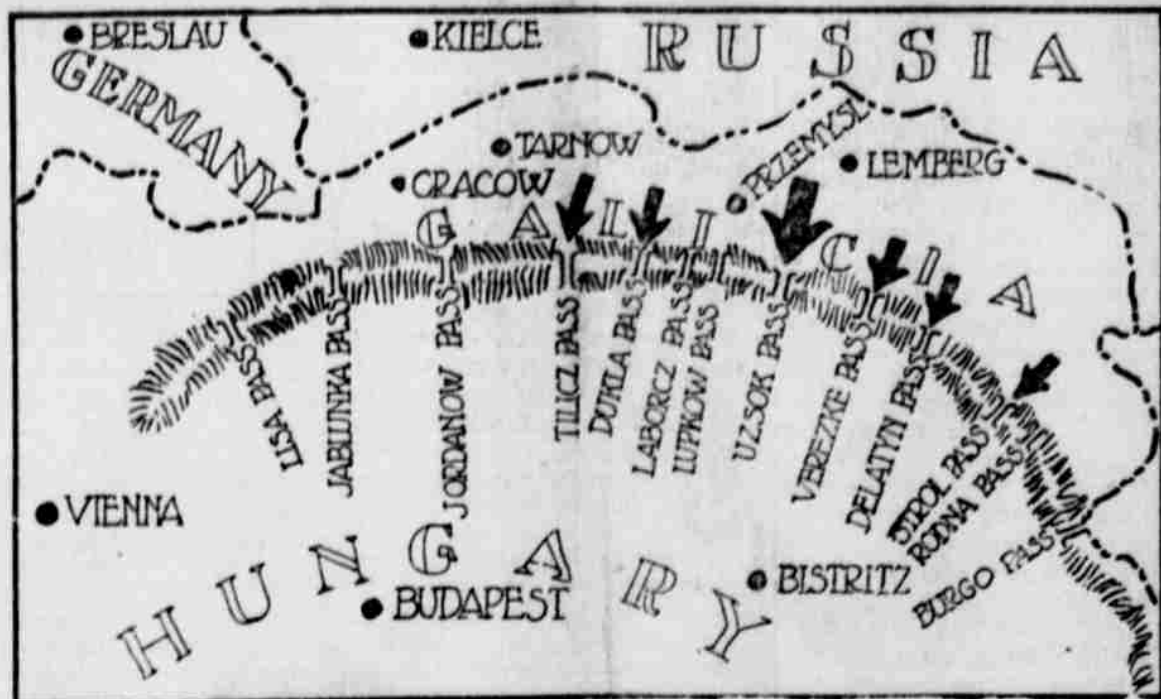 BRESLAU
KIELCE
RUSSIA
GERMANY
TARNOW
PRZEMYSL
LEMBERG
CRACOW
GALICIA
LISA PASS
JABLUNKA PASS
JORDANOW PASS
TILICZ PASS
DUKLA PASS
LABORCZ PASS
LUPKOW PASS
UZSOK PASS
VEREZKE PASS
DELATYN PASS
STROL PASS
RODNA PASS
BURGO PASS
VIENNA
HUNGARY
BUDAPEST
BISTRITZ